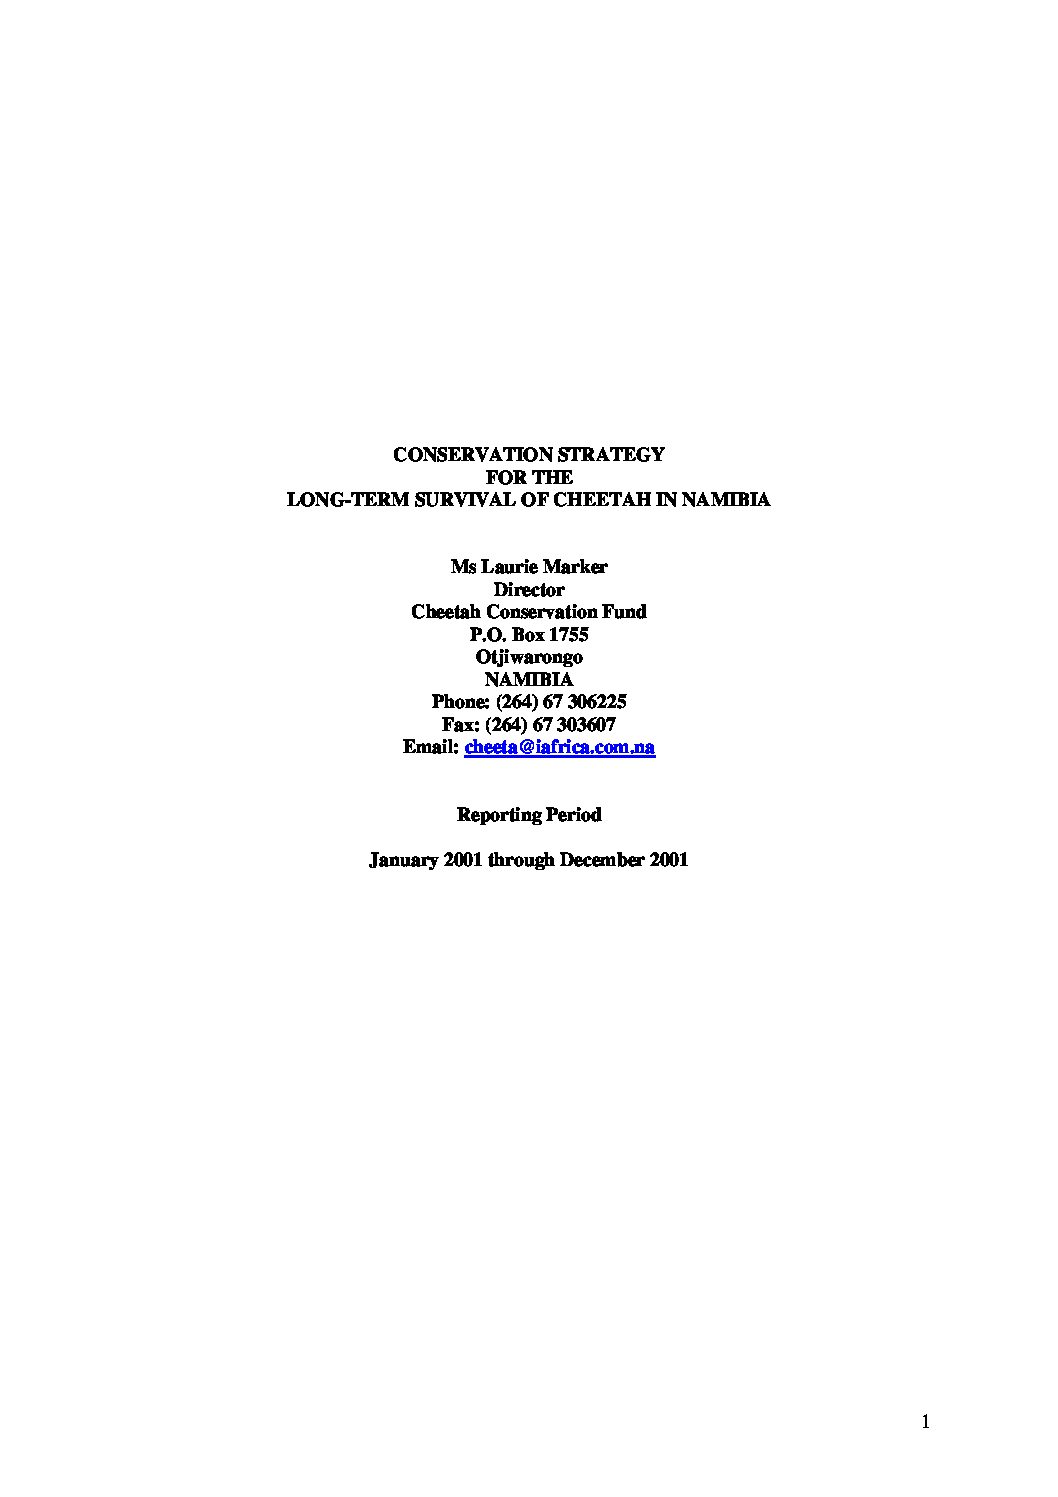 CONSERVATION STRATEGY
FOR THE
LONG-TERM SURVIVAL OF CHEETAH IN NAMIBIA
Ms Laurie Marker
Director
Cheetah Conservation Fund
P.O. Box 1755
Otjiwarongo
NAMIBIA
Phone: (264) 67 306225
Fax: (264) 67 303607
Email: cheeta@iafrica.com.na
Reporting Period
January 2001 through December 2001
1